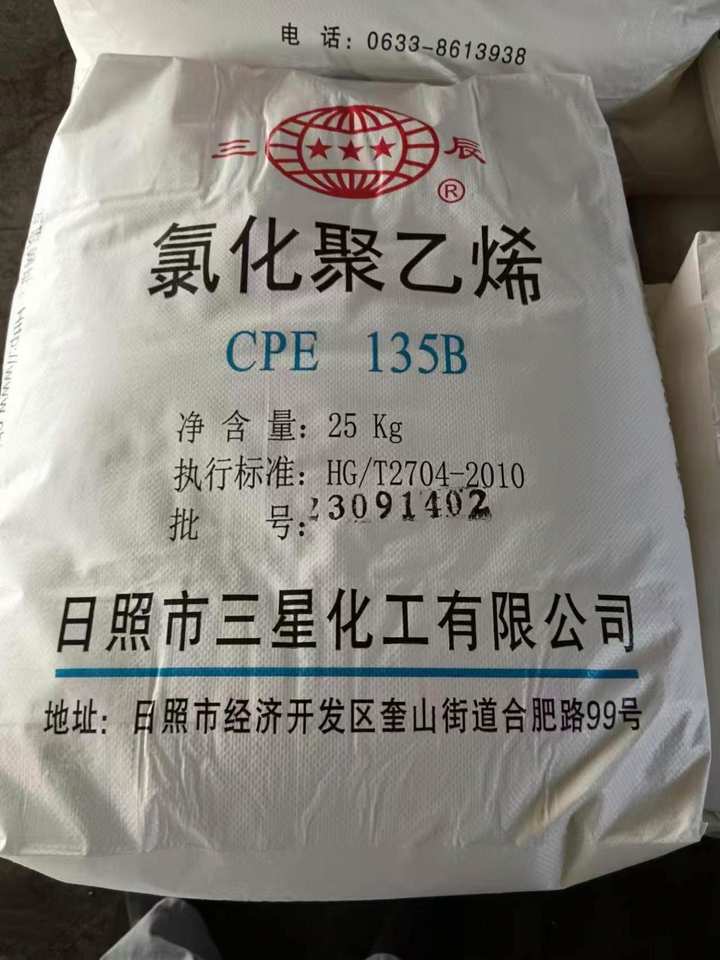 电 话：0633-8613938
三 辰
®
氯化聚乙烯
CPE 135B
净 含 量：25 Kg
执行标准：HG/T2704-2010
批 号：23091402
日照市三星化工有限公司
地址：日照市经济开发区奎山街道合肥路99号